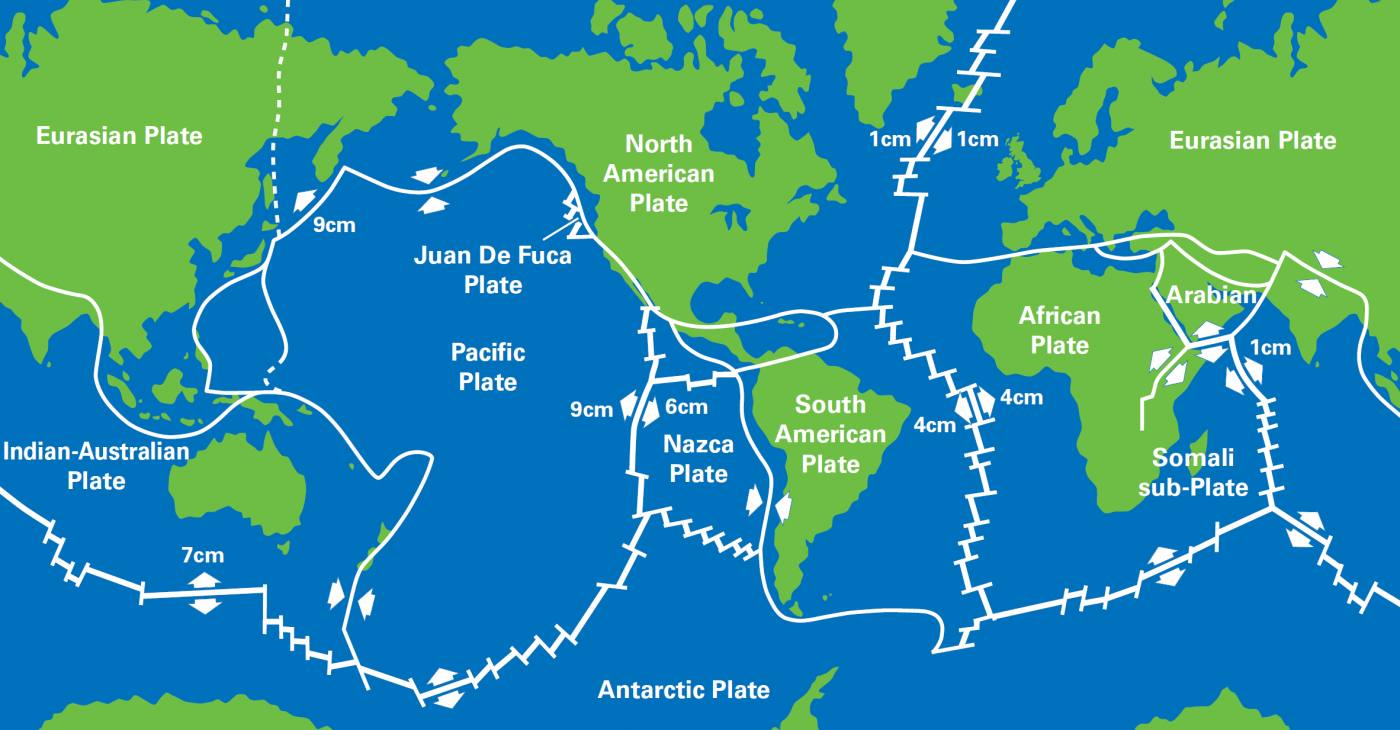 Eurasian Plate
North
American
Plate
1cm
1cm
Eurasian Plate
9cm
Juan De Fuca
Plate
Arabian
African
Plate
1cm
Pacific
Plate
9cm
6cm
Nazca
Plate
South
American
Plate
4cm
4cm
Indian-Australian
Plate
Somali
sub-Plate
7cm
Antarctic Plate